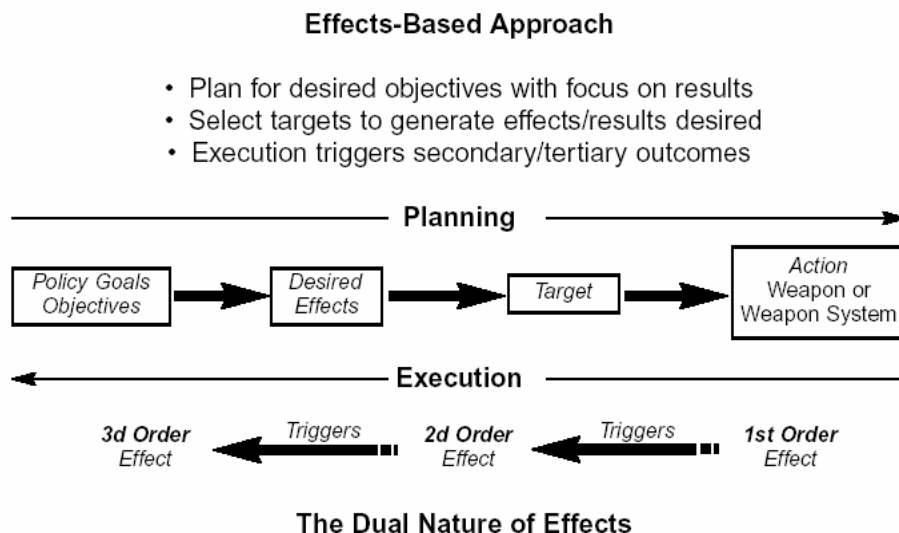 Effects-Based Approach
• Plan for desired objectives with focus on results
• Select targets to generate effects/results desired
• Execution triggers secondary/tertiary outcomes
Planning
Policy Goals
Objectives
Desired
Effects
Target
Action
Weapon or
Weapon System
Execution
3d Order
Effect
Triggers
2d Order
Effect
Triggers
1st Order
Effect
The Dual Nature of Effects